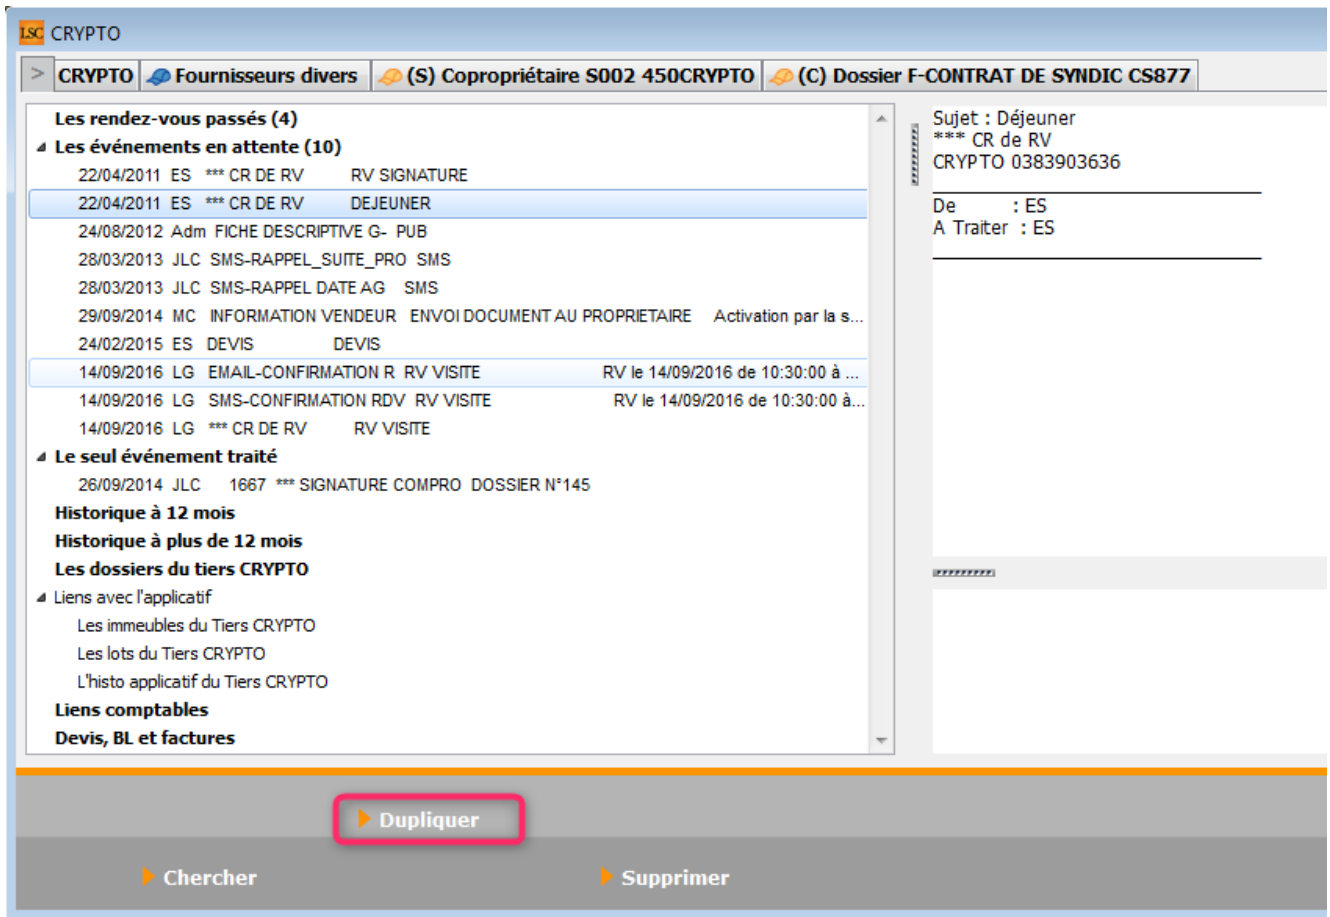 LSC CRYPTO
> CRYPTO Fournisseurs divers (S) Copropriétaire S002 450CRYPTO (C) Dossier F-CONTRAT DE SYNDIC CS877
Les rendez-vous passés (4)
Les événements en attente (10)
22/04/2011 ES *** CR DE RV RV SIGNATURE
22/04/2011 ES *** CR DE RV DEJEUNER
24/08/2012 Adm FICHE DESCRIPTIVE G- PUB
28/03/2013 JLC SMS-RAPPEL_SUITE_PRO SMS
28/03/2013 JLC SMS-RAPPEL DATE AG SMS
29/09/2014 MC INFORMATION VENDEUR ENVOI DOCUMENT AU PROPRIETAIRE Activation par la s...
24/02/2015 ES DEVIS DEVIS
14/09/2016 LG EMAIL-CONFIRMATION R RV VISITE RV le 14/09/2016 de 10:30:00 à ...
14/09/2016 LG SMS-CONFIRMATION RDV RV VISITE RV le 14/09/2016 de 10:30:00 à...
14/09/2016 LG *** CR DE RV RV VISITE
Le seul événement traité
26/09/2014 JLC 1667 *** SIGNATURE COMPRO DOSSIER N°145
Historique à 12 mois
Historique à plus de 12 mois
Les dossiers du tiers CRYPTO
Liens avec l'applicatif
Les immeubles du Tiers CRYPTO
Les lots du Tiers CRYPTO
L'histo applicatif du Tiers CRYPTO
Liens comptables
Devis, BL et factures
Sujet : Déjeuner
*** CR de RV
CRYPTO 0383903636
De : ES
A Traiter : ES
Dupliquer
Chercher Supprimer